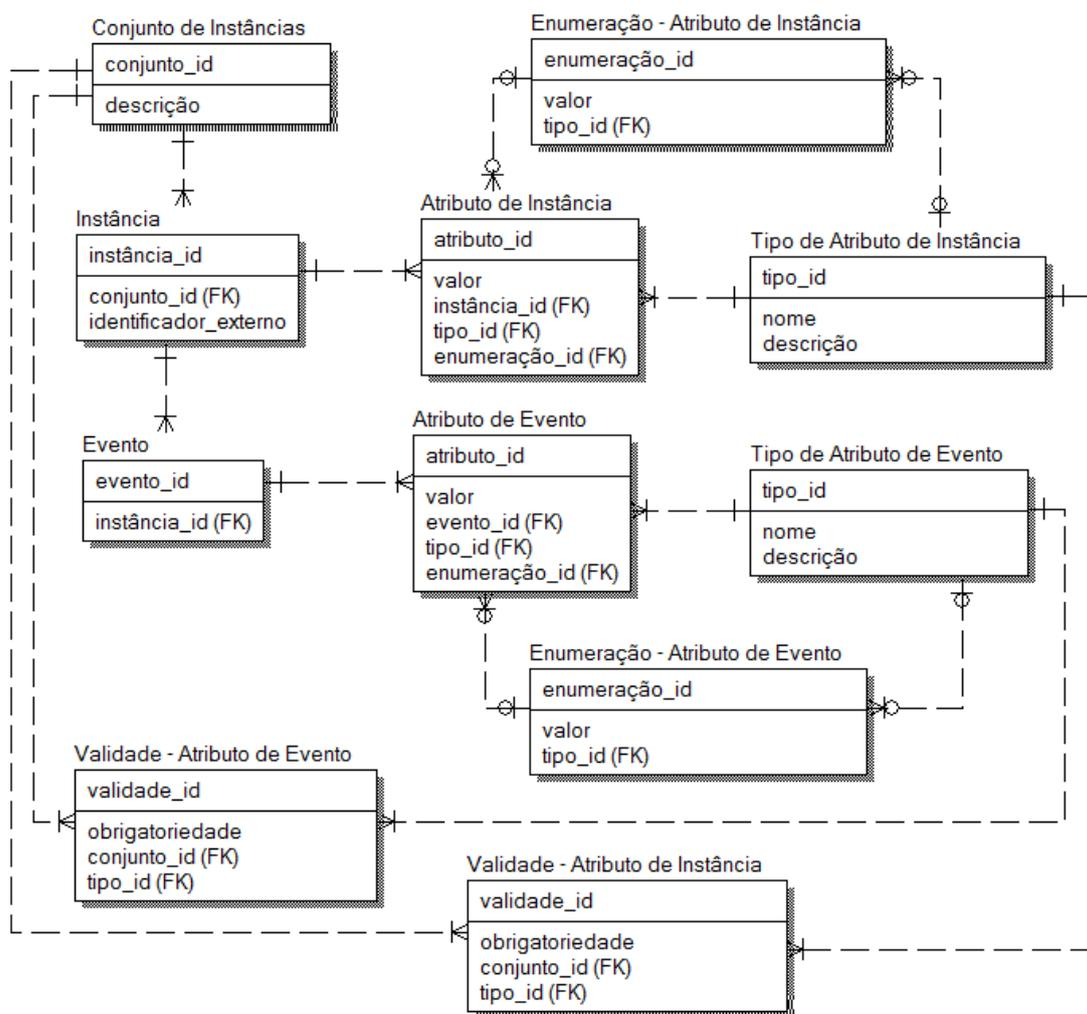 Conjunto de Instâncias
conjunto_id
descrição
Enumeração - Atributo de Instância
enumeração_id
valor
tipo_id (FK)
Instância
instância_id
conjunto_id (FK)
identificador_externo
Atributo de Instância
atributo_id
valor
instância_id (FK)
tipo_id (FK)
enumeração_id (FK)
Tipo de Atributo de Instância
tipo_id
nome
descrição
Evento
evento_id
instância_id (FK)
Atributo de Evento
atributo_id
valor
evento_id (FK)
tipo_id (FK)
enumeração_id (FK)
Tipo de Atributo de Evento
tipo_id
nome
descrição
Enumeração - Atributo de Evento
enumeração_id
valor
tipo_id (FK)
Validade - Atributo de Evento
validade_id
obrigatoriedade
conjunto_id (FK)
tipo_id (FK)
Validade - Atributo de Instância
validade_id
obrigatoriedade
conjunto_id (FK)
tipo_id (FK)